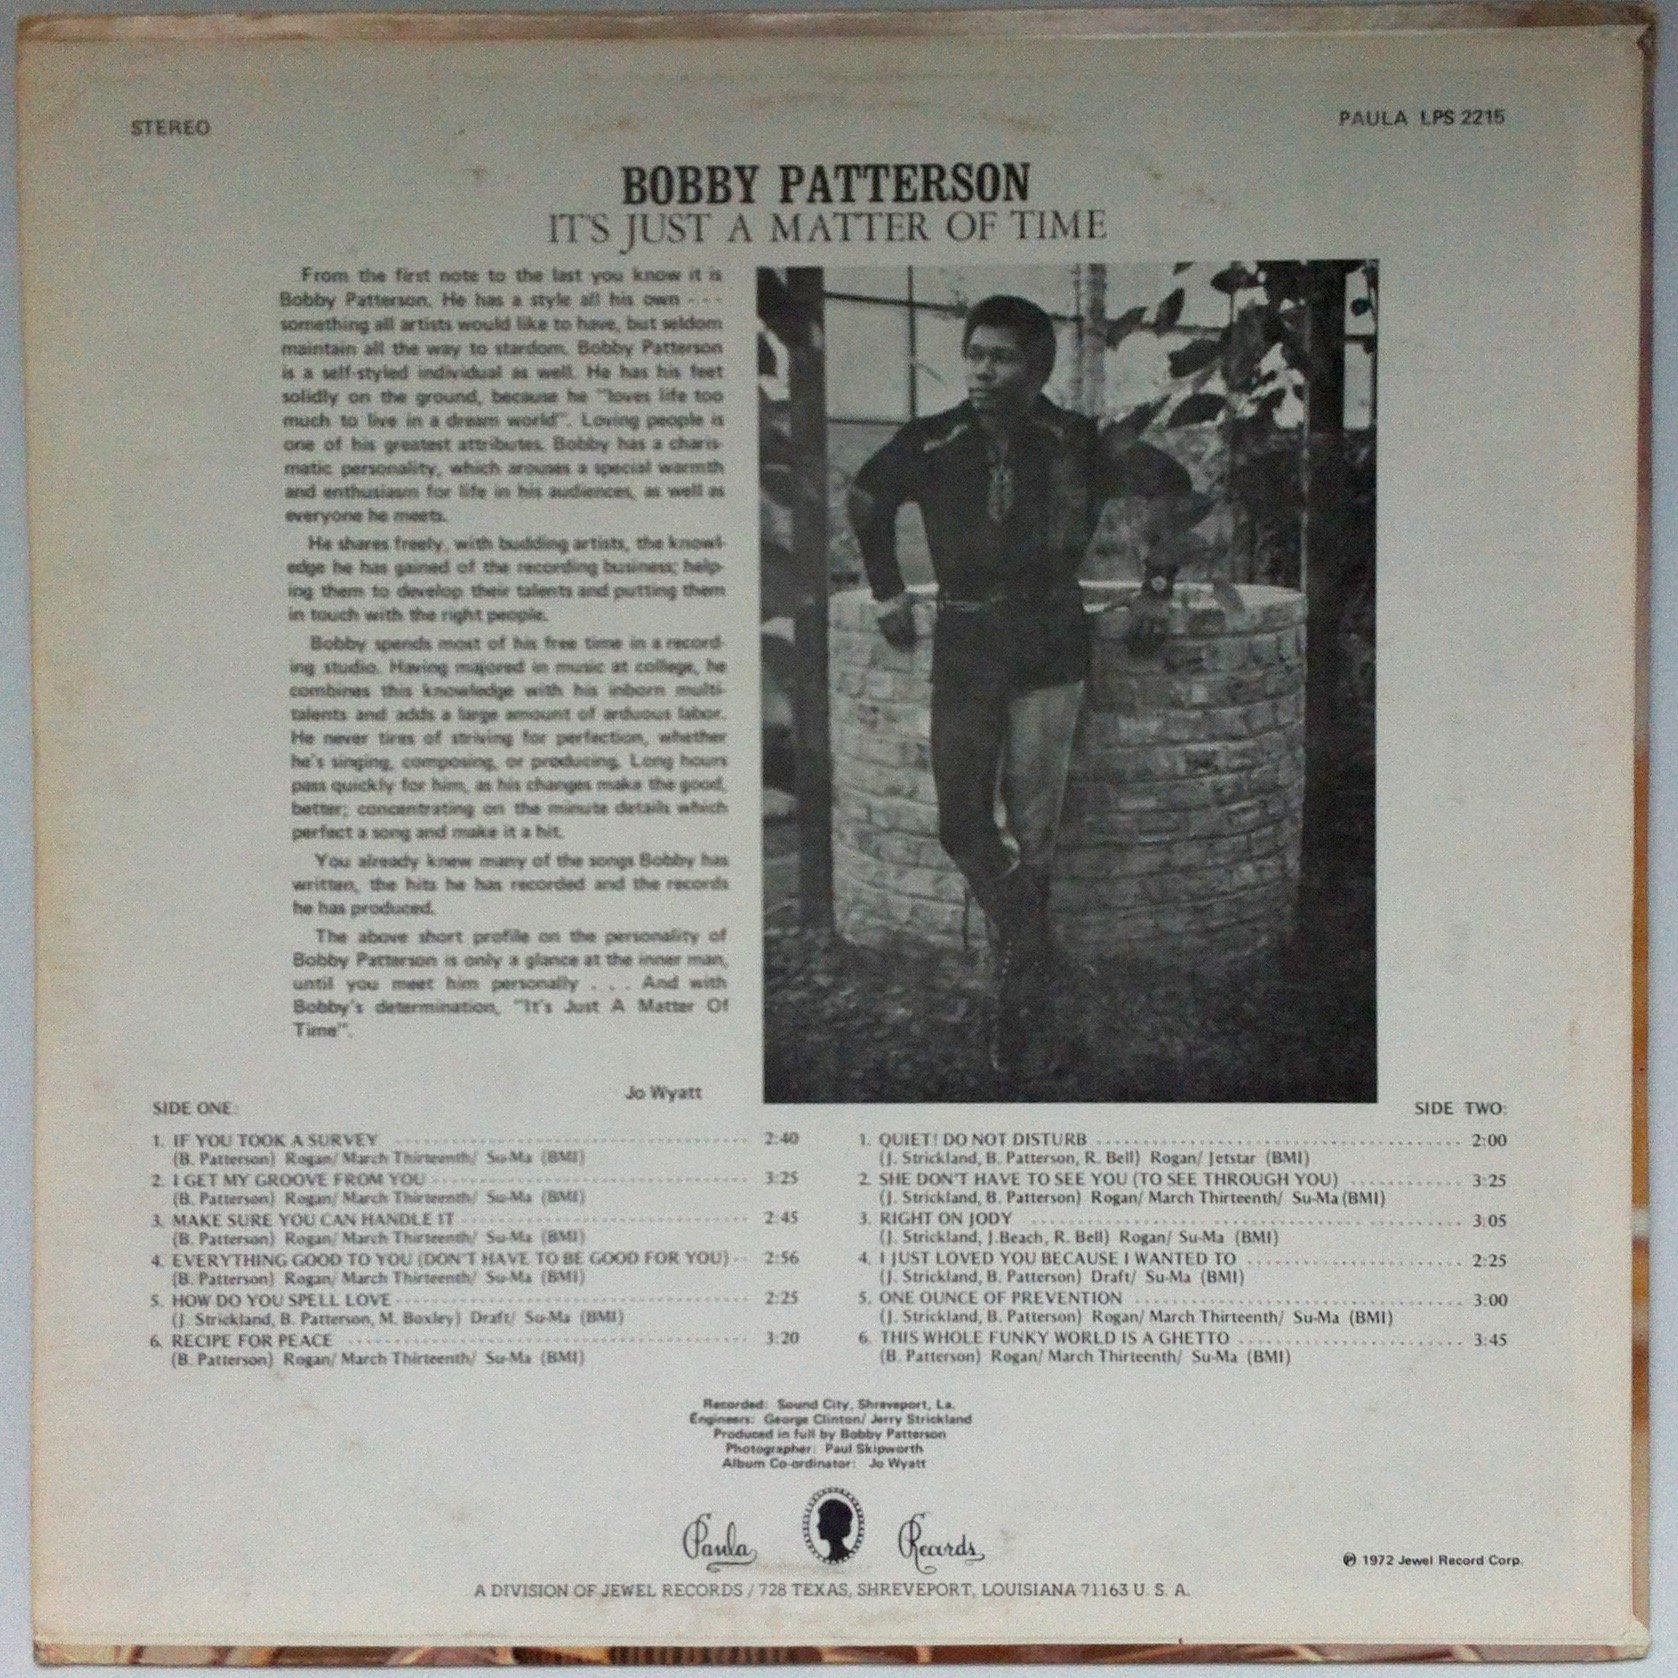 STEREO
PAULA LPS 2215
BOBBY PATTERSON
IT'S JUST A MATTER OF TIME
From the first note to the last you know it is
Bobby Patterson. He has a style all his own - - -
something all artists would like to have, but seldom
maintain all the way to stardom. Bobby Patterson
is a self-styled individual as well. He has his feet
solidly on the ground, because he "loves life too
much to live in a dream world". Loving people is
one of his greatest attributes. Bobby has a charis-
matic personality, which arouses a special warmth
and enthusiasm for life in his audiences, as well as
everyone he meets.
He shares freely, with budding artists, the knowl-
edge he has gained of the recording business; help-
ing them to develop their talents and putting them
in touch with the right people.
Bobby spends most of his free time in a record-
ing studio. Having majored in music at college, he
combines this knowledge with his inborn multi-
talents and adds a large amount of arduous labor.
He never tires of striving for perfection, whether
he's singing, composing, or producing. Long hours
pass quickly for him, as his changes make the good,
better; concentrating on the minute details which
perfect a song and make it a hit.
You already knew many of the songs Bobby has
written, the hits he has recorded and the records
he has produced.
The above short profile on the personality of
Bobby Patterson is only a glance at the inner man,
until you meet him personally . . . And with
Bobby's determination, "It's Just A Matter Of
Time".
Jo Wyatt
SIDE ONE:
1. IF YOU TOOK A SURVEY 2:40
(B. Patterson) Rogan/ March Thirteenth/ Su-Ma (BMI)
2. I GET MY GROOVE FROM YOU 3:25
(B. Patterson) Rogan/ March Thirteenth/ Su-Ma (BMI)
3. MAKE SURE YOU CAN HANDLE IT 2:45
(B. Patterson) Rogan/ March Thirteenth/ Su-Ma (BMI)
4. EVERYTHING GOOD TO YOU (DON'T HAVE TO BE GOOD FOR YOU) 2:56
(B. Patterson) Rogan/ March Thirteenth/ Su-Ma (BMI)
5. HOW DO YOU SPELL LOVE 2:25
(J. Strickland, B. Patterson, M. Boxley) Draft/ Su-Ma (BMI)
6. RECIPE FOR PEACE 3:20
(B. Patterson) Rogan/ March Thirteenth/ Su-Ma (BMI)
SIDE TWO:
1. QUIET! DO NOT DISTURB 2:00
(J. Strickland, B. Patterson, R. Bell) Rogan/ Jetstar (BMI)
2. SHE DON'T HAVE TO SEE YOU (TO SEE THROUGH YOU) 3:25
(J. Strickland, B. Patterson) Rogan/ March Thirteenth/ Su-Ma (BMI)
3. RIGHT ON JODY 3:05
(J. Strickland, J.Beach, R. Bell) Rogan/ Su-Ma (BMI)
4. I JUST LOVED YOU BECAUSE I WANTED TO 2:25
(J. Strickland, B. Patterson) Draft/ Su-Ma (BMI)
5. ONE OUNCE OF PREVENTION 3:00
(J. Strickland, B. Patterson) Rogan/ March Thirteenth/ Su-Ma (BMI)
6. THIS WHOLE FUNKY WORLD IS A GHETTO 3:45
(B. Patterson) Rogan/ March Thirteenth/ Su-Ma (BMI)
Recorded: Sound City, Shreveport, La.
Engineers: George Clinton/ Jerry Strickland
Produced in full by Bobby Patterson
Photographer: Paul Skipworth
Album Co-ordinator: Jo Wyatt
Paula Records
℗ 1972 Jewel Record Corp.
A DIVISION OF JEWEL RECORDS / 728 TEXAS, SHREVEPORT, LOUISIANA 71163 U. S. A.